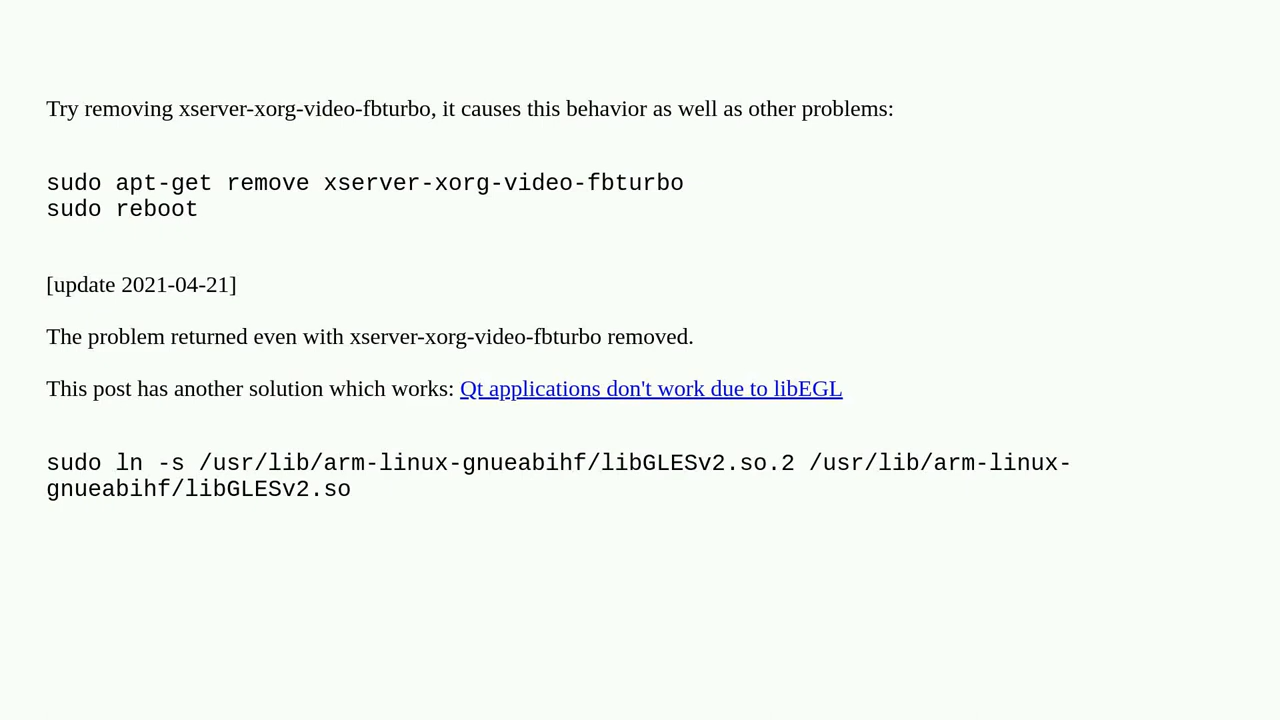 Try removing xserver-xorg-video-fbturbo, it causes this behavior as well as other problems:
sudo apt-get remove xserver-xorg-video-fbturbo
sudo reboot
[update 2021-04-21]
The problem returned even with xserver-xorg-video-fbturbo removed.
This post has another solution which works: Qt applications don't work due to libEGL
sudo ln -s /usr/lib/arm-linux-gnueabihf/libGLESv2.so.2 /usr/lib/arm-linux-
gnueabihf/libGLESv2.so